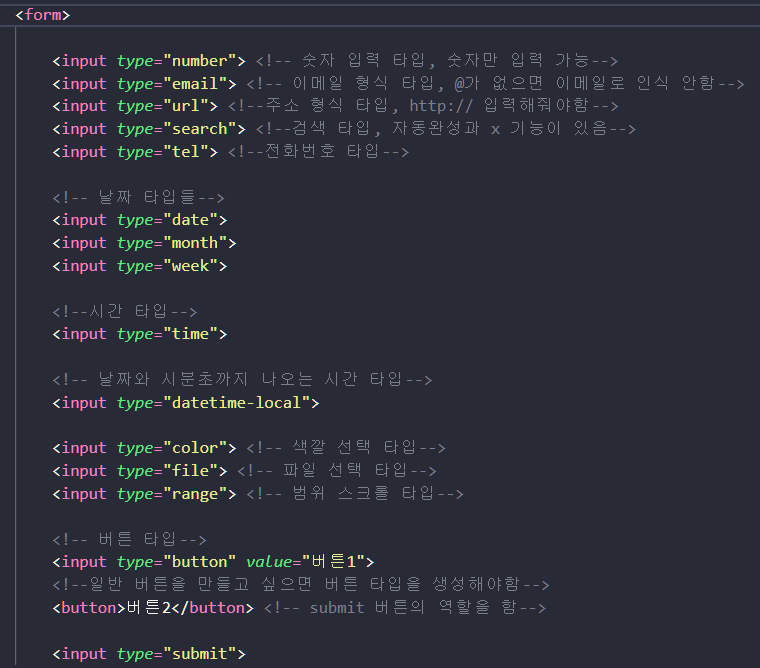 <form>
<input type="number"> <!-- 숫자 입력 타입, 숫자만 입력 가능-->
<input type="email"> <!-- 이메일 형식 타입, @가 없으면 이메일로 인식 안함-->
<input type="url"> <!--주소 형식 타입, http:// 입력해줘야함-->
<input type="search"> <!--검색 타입, 자동완성과 x 기능이 있음-->
<input type="tel"> <!--전화번호 타입-->
<!-- 날짜 타입들-->
<input type="date">
<input type="month">
<input type="week">
<!--시간 타입-->
<input type="time">
<!-- 날짜와 시분초까지 나오는 시간 타입-->
<input type="datetime-local">
<input type="color"> <!-- 색깔 선택 타입-->
<input type="file"> <!-- 파일 선택 타입-->
<input type="range"> <!-- 범위 스크롤 타입-->
<!-- 버튼 타입-->
<input type="button" value="버튼1">
<!--일반 버튼을 만들고 싶으면 버튼 타입을 생성해야함-->
<button>버튼2</button> <!-- submit 버튼의 역할을 함-->
<input type="submit">